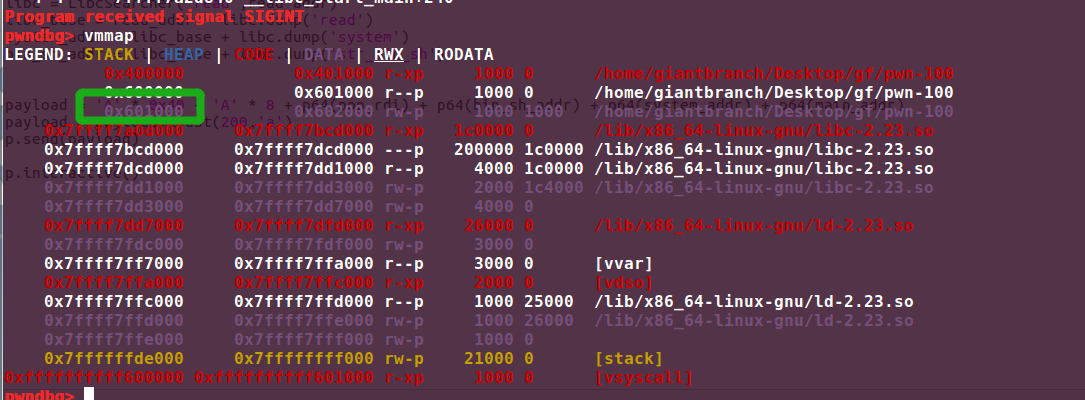 Program received signal SIGINT
pwndbg> vmmap
LEGEND: STACK | HEAP | CODE | DATA | RWX | RODATA
0x400000 0x401000 r-xp 1000 0 /home/giantbranch/Desktop/gf/pwn-100
0x600000 0x601000 r--p 1000 0 /home/giantbranch/Desktop/gf/pwn-100
0x601000 0x602000 rw-p 1000 1000 /home/giantbranch/Desktop/gf/pwn-100
0x7ffff7a0d000 0x7ffff7bcd000 r-xp 1c0000 0 /lib/x86_64-linux-gnu/libc-2.23.so
0x7ffff7bcd000 0x7ffff7dcd000 ---p 200000 1c0000 /lib/x86_64-linux-gnu/libc-2.23.so
0x7ffff7dcd000 0x7ffff7dd1000 r--p 4000 1c0000 /lib/x86_64-linux-gnu/libc-2.23.so
0x7ffff7dd1000 0x7ffff7dd3000 rw-p 2000 1c4000 /lib/x86_64-linux-gnu/libc-2.23.so
0x7ffff7dd3000 0x7ffff7dd7000 rw-p 4000 0
0x7ffff7dd7000 0x7ffff7dfd000 r-xp 26000 0 /lib/x86_64-linux-gnu/ld-2.23.so
0x7ffff7fdc000 0x7ffff7fdf000 rw-p 3000 0
0x7ffff7ff7000 0x7ffff7ffa000 r--p 3000 0 [vvar]
0x7ffff7ffa000 0x7ffff7ffc000 r-xp 2000 0 [vdso]
0x7ffff7ffc000 0x7ffff7ffd000 r--p 1000 25000 /lib/x86_64-linux-gnu/ld-2.23.so
0x7ffff7ffd000 0x7ffff7ffe000 rw-p 1000 26000 /lib/x86_64-linux-gnu/ld-2.23.so
0x7ffff7ffe000 0x7ffff7fff000 rw-p 1000 0
0x7ffffffde000 0x7ffffffff000 rw-p 21000 0 [stack]
0xffffffffff600000 0xffffffffff601000 r-xp 1000 0 [vsyscall]
pwndbg>